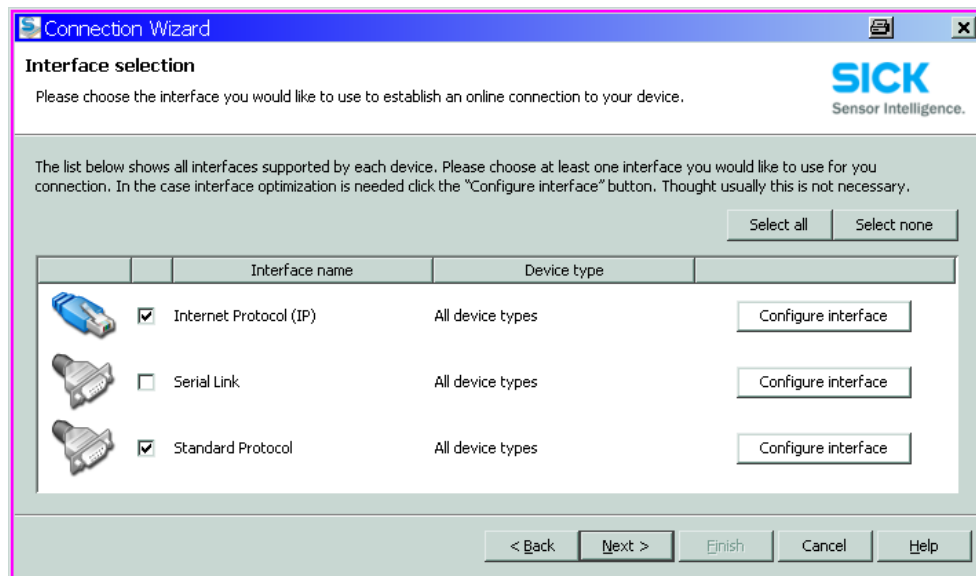 Connection Wizard
Interface selection
Please choose the interface you would like to use to establish an online connection to your device.
SICK
Sensor Intelligence.
The list below shows all interfaces supported by each device. Please choose at least one interface you would like to use for you
connection. In the case interface optimization is needed click the “Configure interface” button. Thought usually this is not necessary.
Select all Select none
Interface name Device type
Internet Protocol (IP) All device types Configure interface
Serial Link All device types Configure interface
Standard Protocol All device types Configure interface
< Back Next > Finish Cancel Help